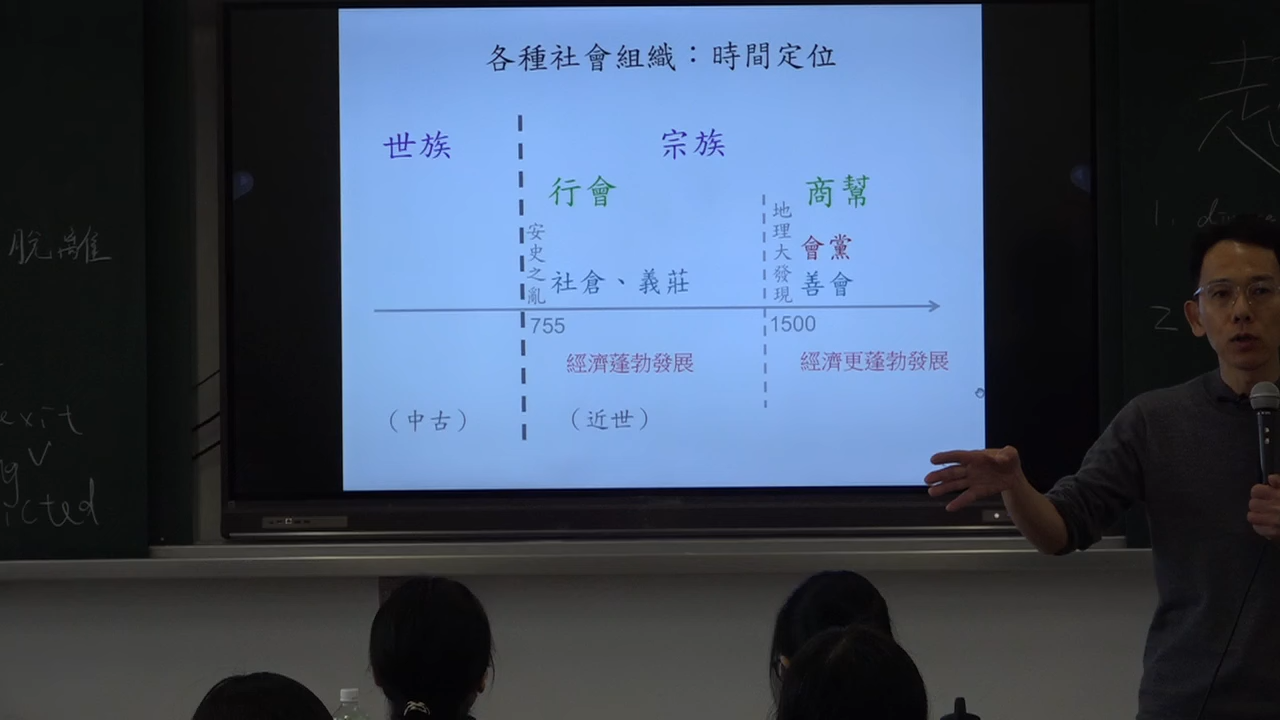 各種社會組織：時間定位
世族
宗族
行會
商幫
安史之亂
地理大發現
會黨
社倉、義莊
善會
755
1500
經濟蓬勃發展
經濟更蓬勃發展
（中古）
（近世）
脫離
exit
icted
1.
2